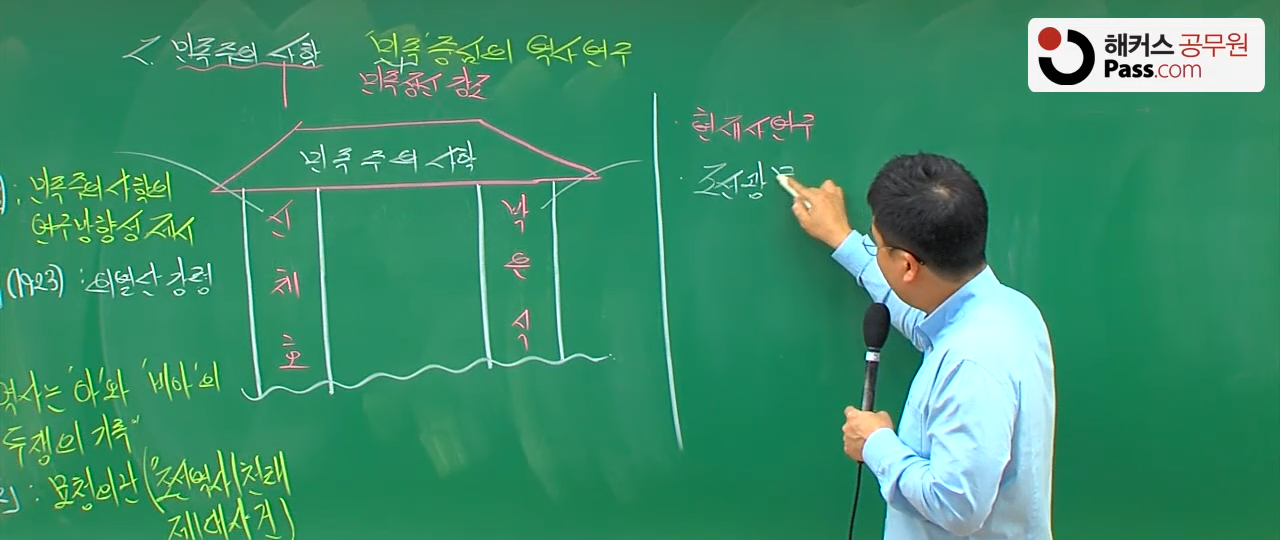 2. 민족주의 사학 '민족' 중심의 역사 연구
민족정신 강조
민족주의 사학
신채호
박은식
: 민족주의 사학의
연구방향성 제시
(1923) : 의열단 강령
역사는 '아'와 '비아'의
투쟁의 기록"
: 묘청의 난 ("조선역사 일천년래
제1대사건)
· 현대사 연구
· 조선광문
해커스 공무원
Pass.com